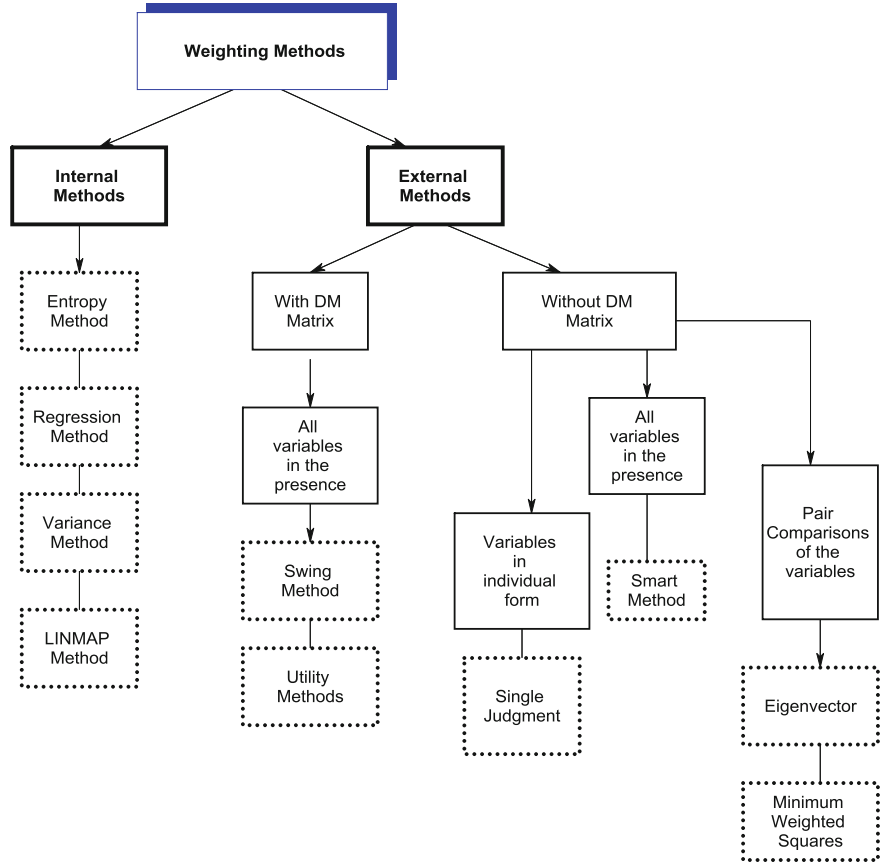 Weighting Methods
Internal
Methods
External
Methods
Entropy
Method
Regression
Method
Variance
Method
LINMAP
Method
With DM
Matrix
All
variables
in the
presence
Swing
Method
Utility
Methods
Without DM
Matrix
Variables
in
individual
form
Single
Judgment
All
variables
in the
presence
Smart
Method
Pair
Comparisons
of the
variables
Eigenvector
Minimum
Weighted
Squares